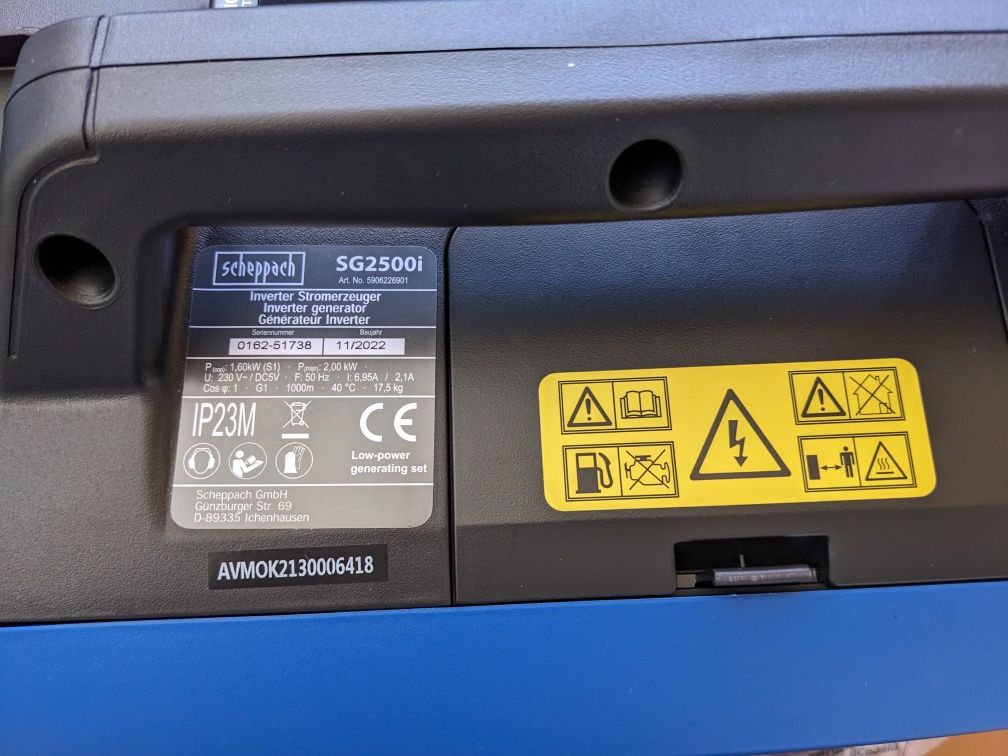 scheppach
SG2500i
Art. No. 5906226901
Inverter Stromerzeuger
Inverter generator
Générateur Inverter
Seriennummer Baujahr
0162-51738 11/2022
P(cop): 1,60kW (S1) · P(PRP): 2,00 kW ·
U: 230 V~ / DC5V · F: 50 Hz · I: 6,95A / 2,1A
Cos φ: 1 · G1 · 1000m · 40 °C · 17,5 kg
IP23M CE
Low-power
generating set
Scheppach GmbH
Günzburger Str. 69
D-89335 Ichenhausen
AVMOK2130006418